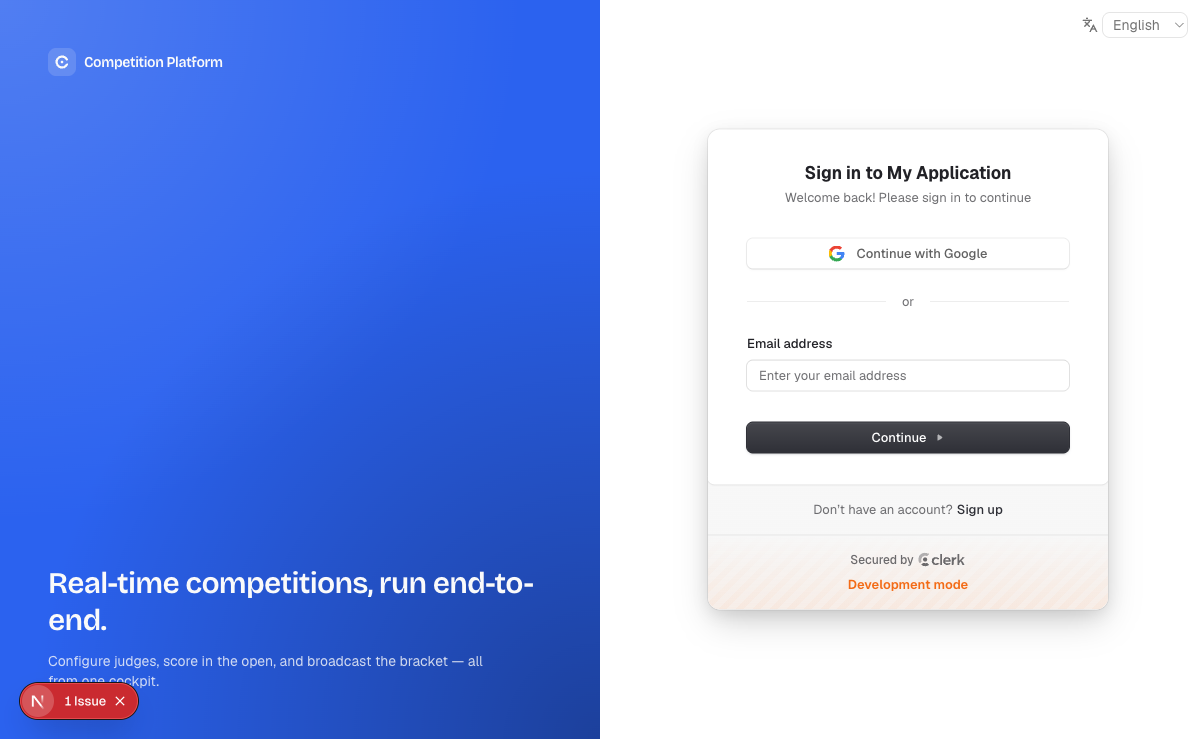 Competition Platform
Real-time competitions, run end-to-
end.
Configure judges, score in the open, and broadcast the bracket — all
from one cockpit.
N
1 Issue
English
Sign in to My Application
Welcome back! Please sign in to continue
Continue with Google
or
Email address
Enter your email address
Continue
Don't have an account? Sign up
Secured by clerk
Development mode